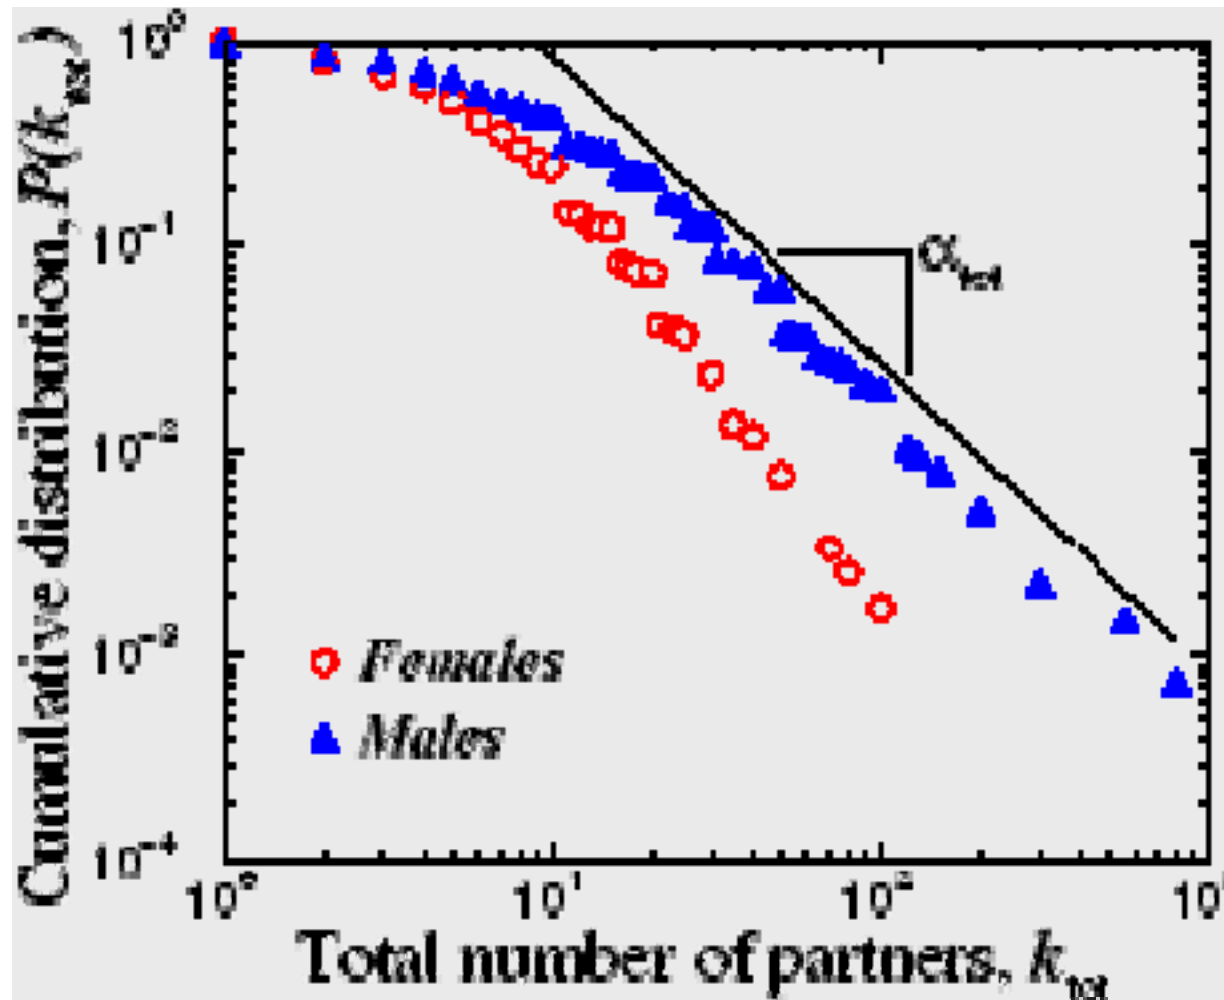 Cumulative distribution, P(k_tot)
10⁰
10⁻¹
10⁻²
10⁻³
10⁻⁴
α_tot
Females
Males
10⁰ 10¹ 10² 10³
Total number of partners, k_tot